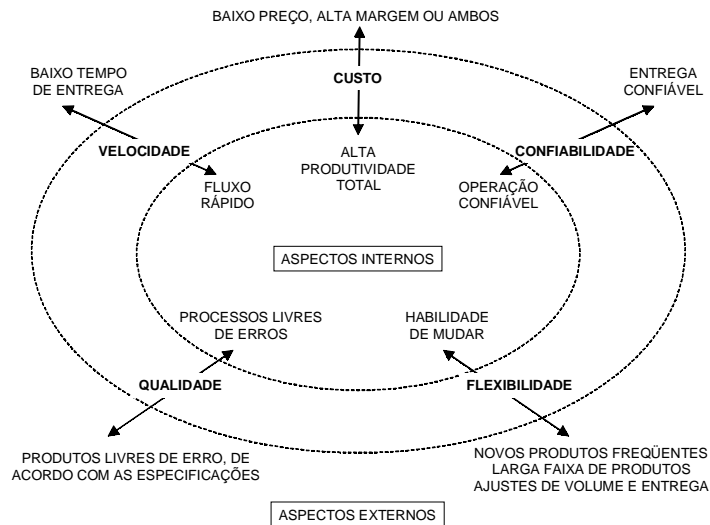 BAIXO PREÇO, ALTA MARGEM OU AMBOS
BAIXO TEMPO
DE ENTREGA
CUSTO
ENTREGA
CONFIÁVEL
VELOCIDADE
CONFIABILIDADE
FLUXO
RÁPIDO
ALTA
PRODUTIVIDADE
TOTAL
OPERAÇÃO
CONFIÁVEL
ASPECTOS INTERNOS
PROCESSOS LIVRES
DE ERROS
HABILIDADE
DE MUDAR
QUALIDADE
FLEXIBILIDADE
PRODUTOS LIVRES DE ERRO, DE
ACORDO COM AS ESPECIFICAÇÕES
NOVOS PRODUTOS FREQÜENTES
LARGA FAIXA DE PRODUTOS
AJUSTES DE VOLUME E ENTREGA
ASPECTOS EXTERNOS